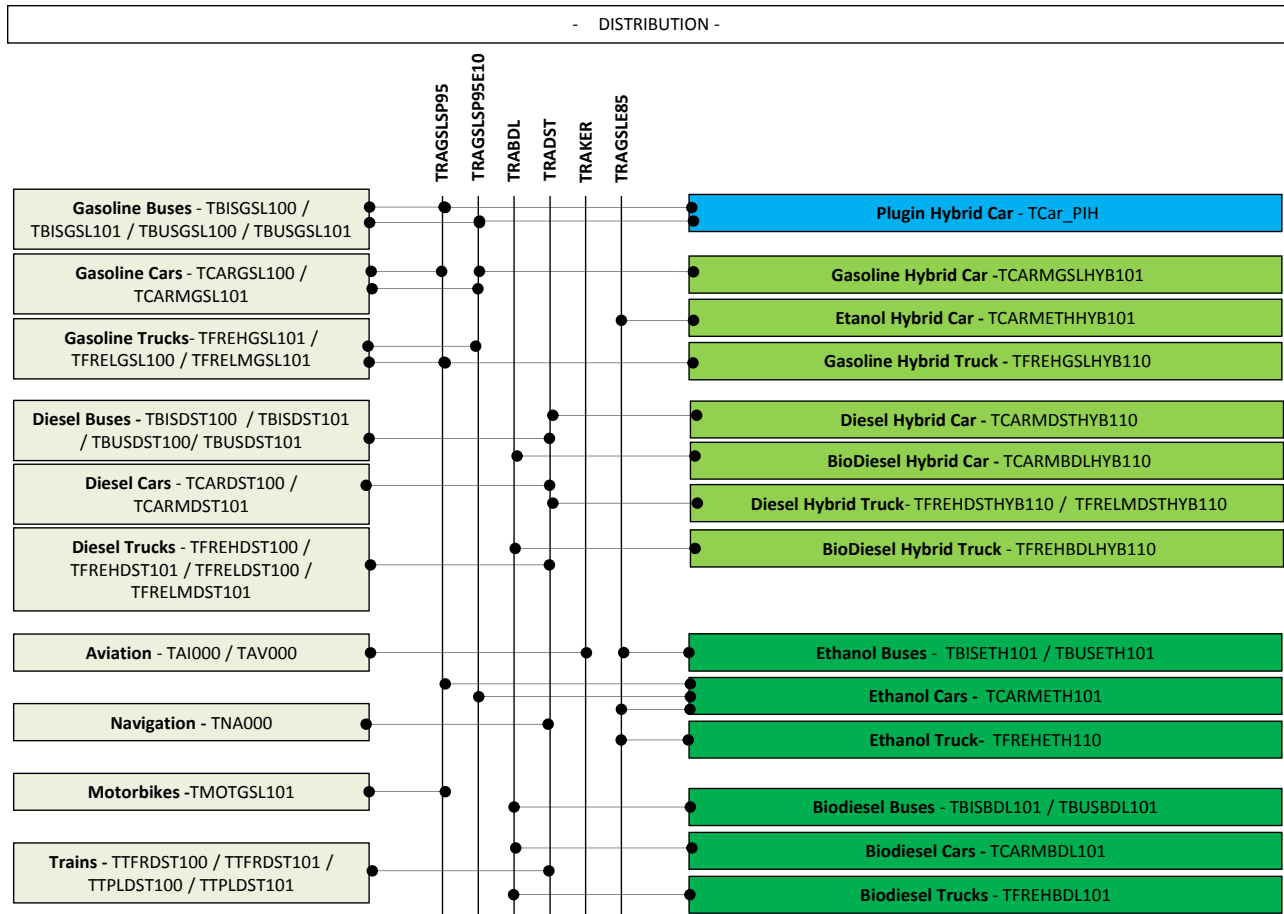 - DISTRIBUTION -
TRAGSLSP95
TRAGSLSP95E10
TRABDL
TRADST
TRAKER
TRAGSLE85
Gasoline Buses - TBISGSL100 /
TBISGSL101 / TBUSGSL100 / TBUSGSL101
Gasoline Cars - TCARGSL100 /
TCARMGSL101
Gasoline Trucks- TFREHGSL101 /
TFRELGSL100 / TFRELMGSL101
Diesel Buses - TBISDST100 / TBISDST101
/ TBUSDST100/ TBUSDST101
Diesel Cars - TCARDST100 /
TCARMDST101
Diesel Trucks - TFREHDST100 /
TFREHDST101 / TFRELDST100 /
TFRELMDST101
Aviation - TAI000 / TAV000
Navigation - TNA000
Motorbikes -TMOTGSL101
Trains - TTFRDST100 / TTFRDST101 /
TTPLDST100 / TTPLDST101
Plugin Hybrid Car - TCar_PIH
Gasoline Hybrid Car -TCARMGSLHYB101
Etanol Hybrid Car - TCARMETHHYB101
Gasoline Hybrid Truck - TFREHGSLHYB110
Diesel Hybrid Car - TCARMDSTHYB110
BioDiesel Hybrid Car - TCARMBDLHYB110
Diesel Hybrid Truck- TFREHDSTHYB110 / TFRELMDSTHYB110
BioDiesel Hybrid Truck - TFREHBDLHYB110
Ethanol Buses - TBISETH101 / TBUSETH101
Ethanol Cars - TCARMETH101
Ethanol Truck- TFREHETH110
Biodiesel Buses - TBISBDL101 / TBUSBDL101
Biodiesel Cars - TCARMBDL101
Biodiesel Trucks - TFREHBDL101